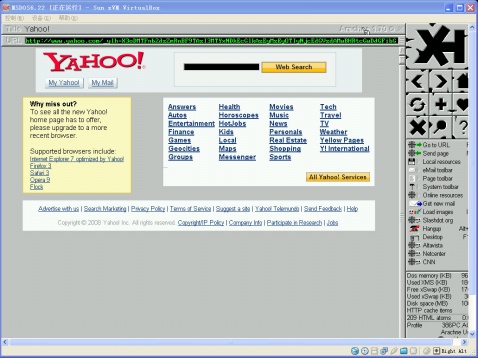 MSDOS6.22 [正在运行] - Sun xVM VirtualBox
控制(M) 设备(D) 帮助(H)
Title Yahoo!
Arachne
URL
YAHOO!
My Yahoo! My Mail
Web Search
Why miss out?
To see all the new Yahoo!
home page has to offer,
please upgrade to a more
recent browser.
Supported browsers include:
Internet Explorer 7 optimized by Yahoo!
Firefox 3
Safari 3
Opera 9
Flock
Answers Health Movies Tech
Autos Horoscopes Music Travel
Entertainment HotJobs News TV
Finance Kids Personals Weather
Games Local Real Estate Yellow Pages
Geocities Maps Shopping Y! International
Groups Messenger Sports
All Yahoo! Services
Advertise with us | Search Marketing | Privacy Policy | Terms of Service | Suggest a site | Yahoo! Telemundo | Send Feedback | Help
Copyright © 2008 Yahoo! Inc. All rights reserved. Copyright/IP Policy | Company Info | Participate in Research | Jobs
Go to URL
Send page
Local resources
eMail toolbar
Page toolbar
System toolbar
Online resources
Get new mail
Load images
Slashdot.org
Hangup Alt
Desktop F
Altavista
Netcenter
CNN
Dos memory (KB) 96
Used XMS (KB)
Free xSwap (KB)
Used xSwap (KB)
Disk space (MB)
HTTP cache items
209 HTML atoms
Profile 386PC.A
Arachne
Right Alt